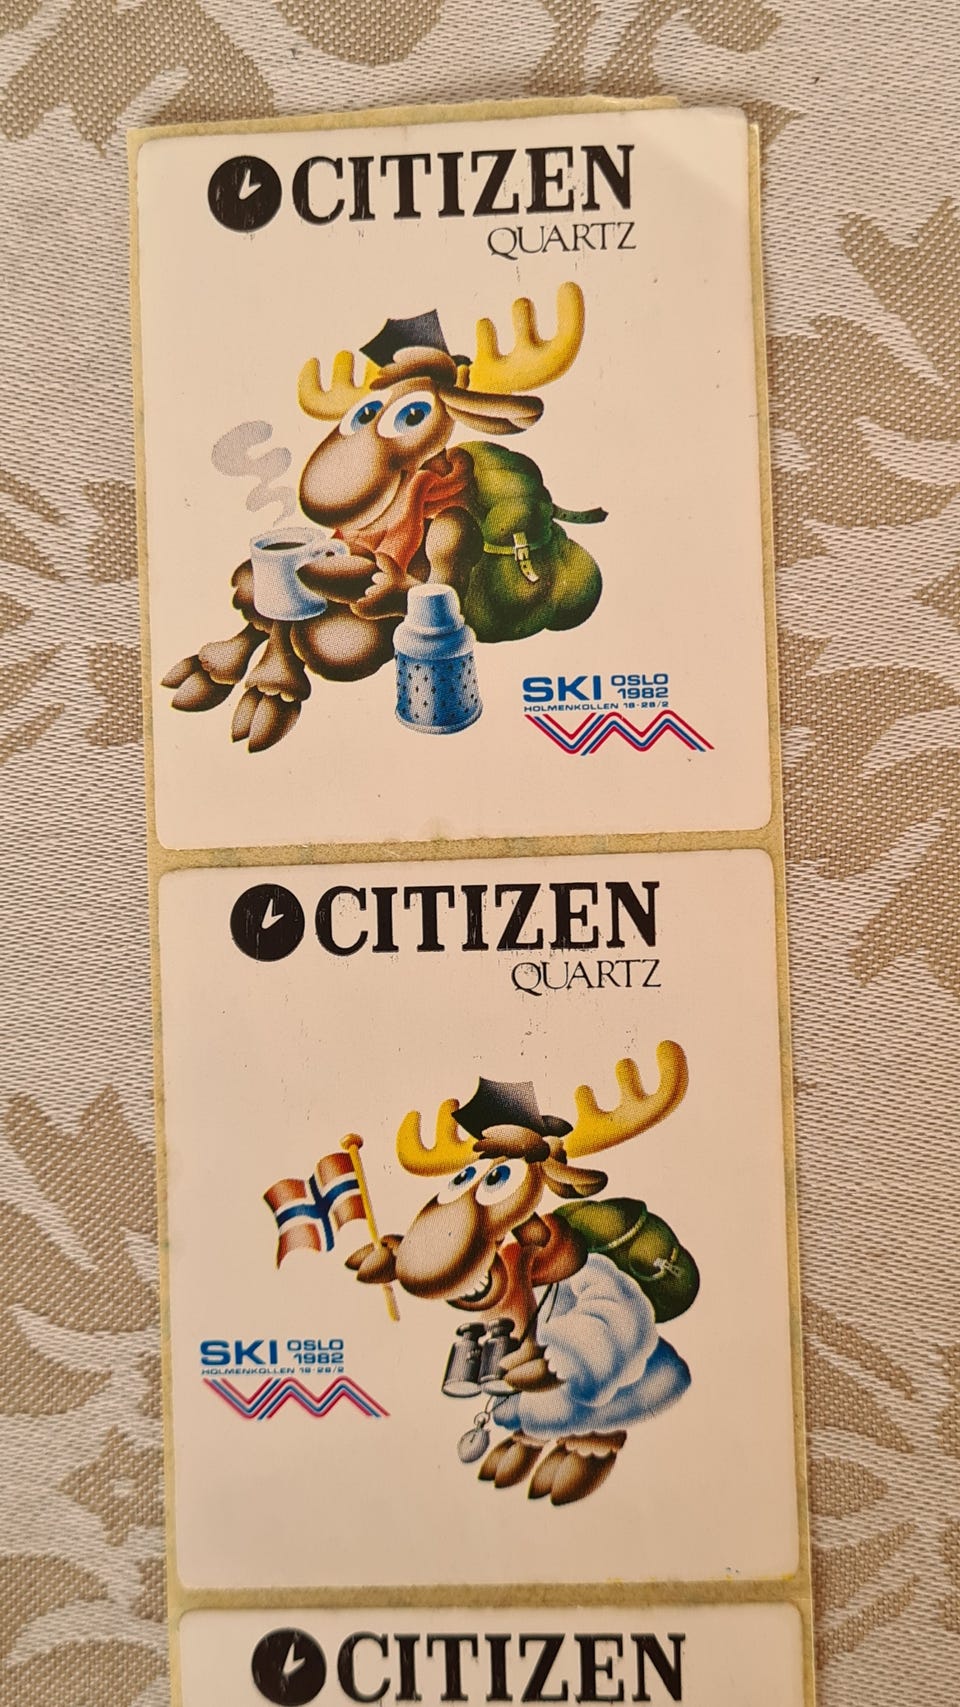 CITIZEN
QUARTZ
SKI OSLO
1982
HOLMENKOLLEN 18-28/2
VM
CITIZEN
QUARTZ
SKI OSLO
1982
HOLMENKOLLEN 18-28/2
VM
CITIZEN